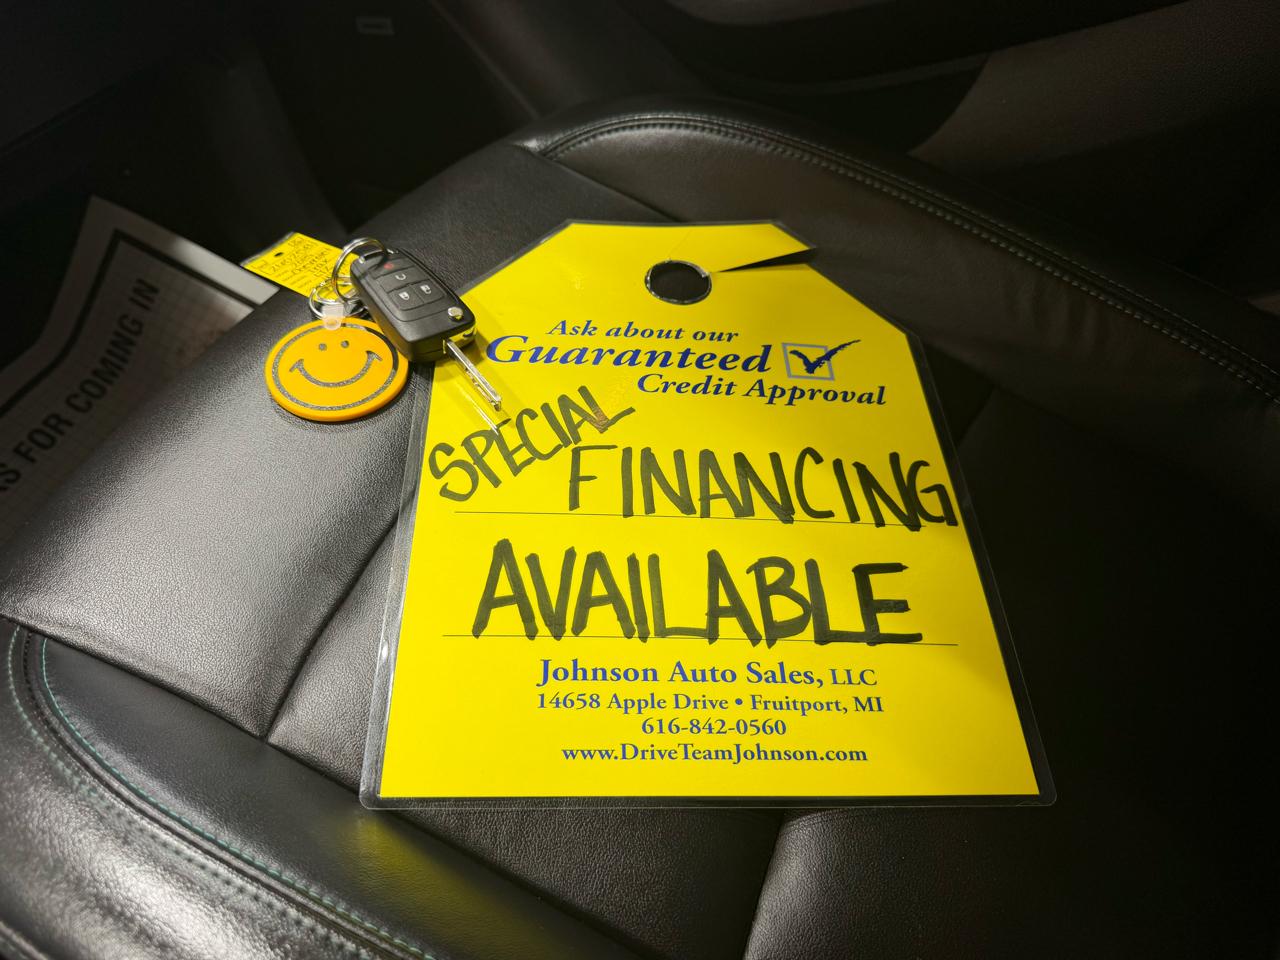 Ask about our
Guaranteed
Credit Approval
SPECIAL
FINANCING
AVAILABLE
Johnson Auto Sales, LLC
14658 Apple Drive • Fruitport, MI
616-842-0560
www.DriveTeamJohnson.com
FOR COMING IN